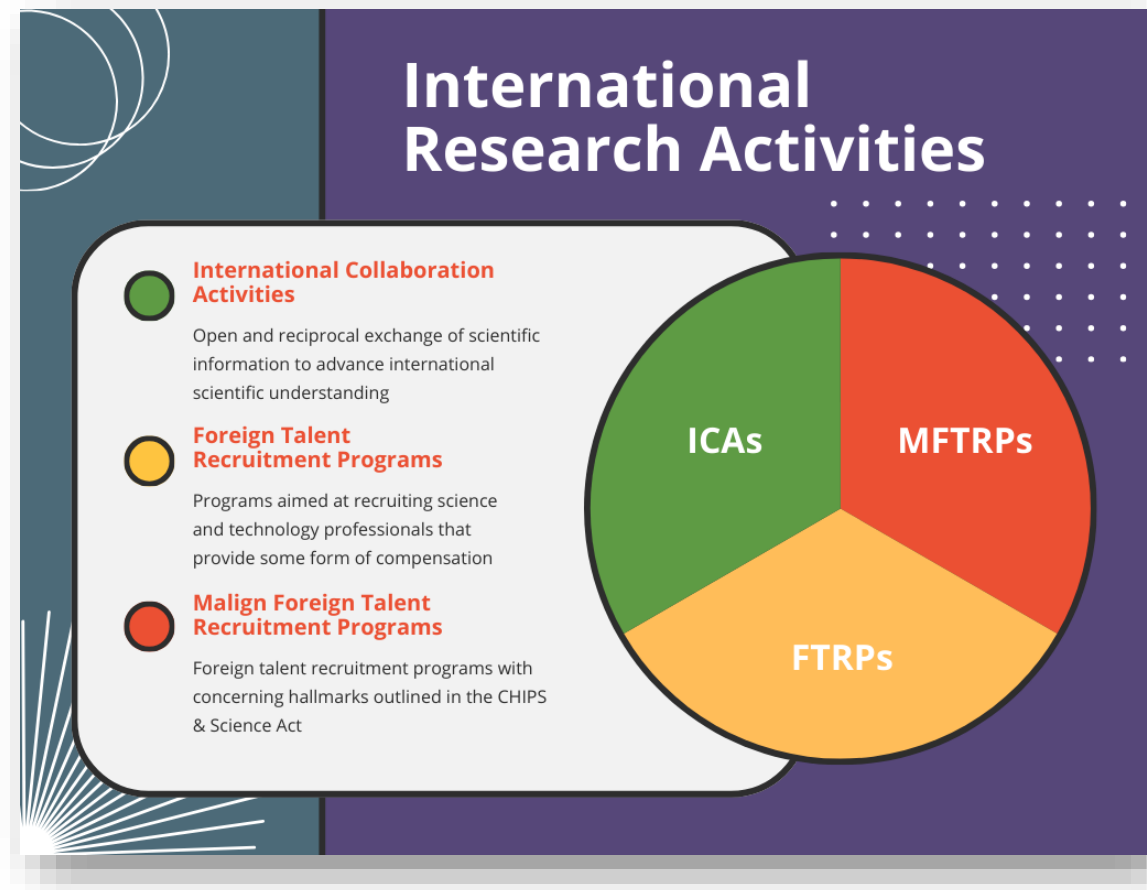 International
Research Activities
International Collaboration
Activities
Open and reciprocal exchange of scientific
information to advance international
scientific understanding
Foreign Talent
Recruitment Programs
Programs aimed at recruiting science
and technology professionals that
provide some form of compensation
Malign Foreign Talent
Recruitment Programs
Foreign talent recruitment programs with
concerning hallmarks outlined in the CHIPS
& Science Act
ICAs
MFTRPs
FTRPs